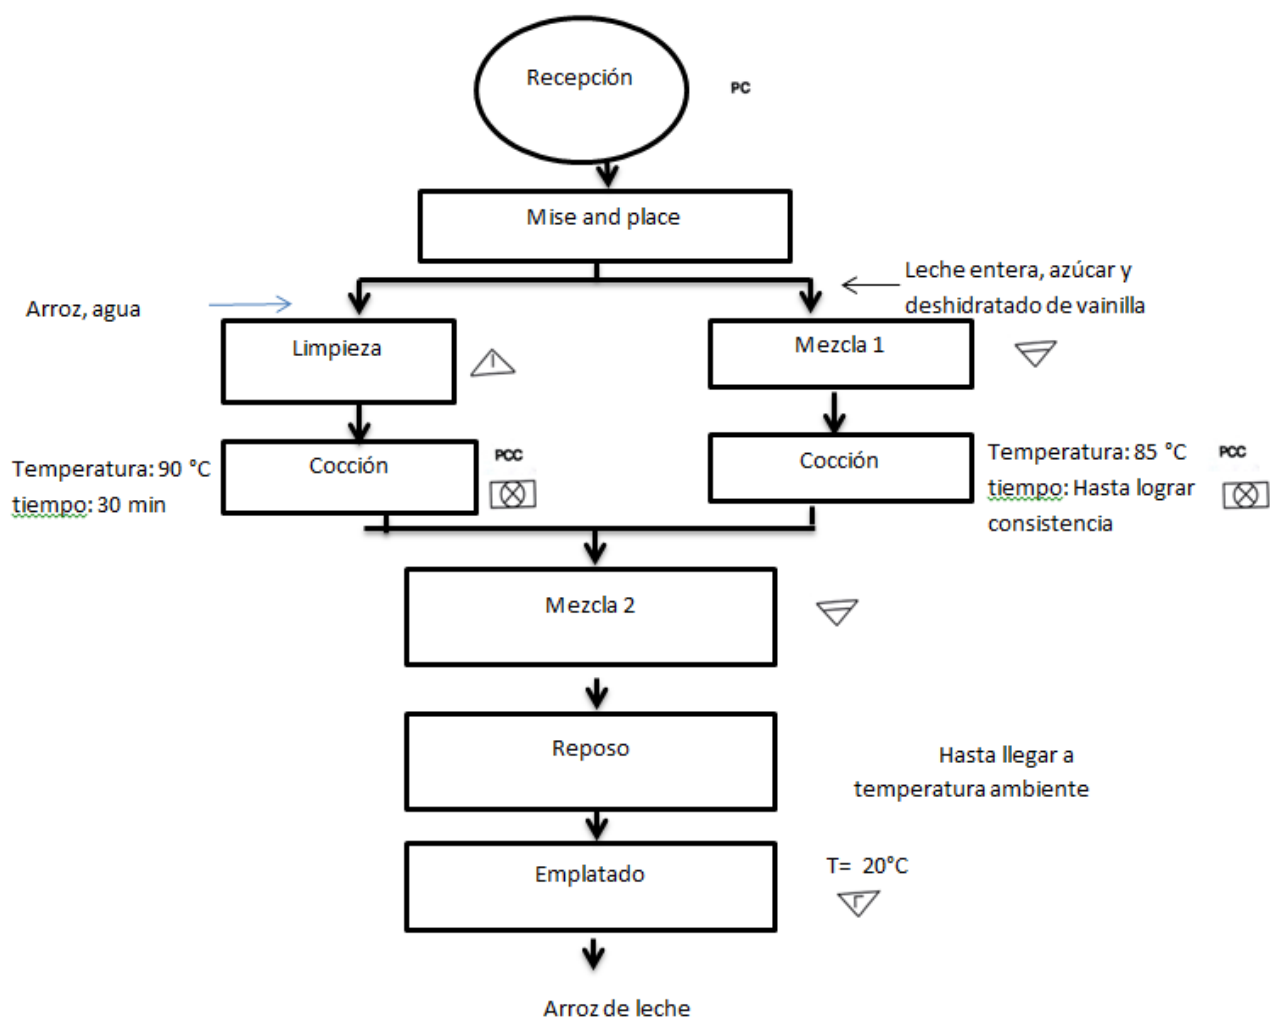 Recepción
PC
Mise and place
Leche entera, azúcar y
deshidratado de vainilla
Arroz, agua
Limpieza
Mezcla 1
Temperatura: 90 °C
tiempo: 30 min
Cocción
PCC
Cocción
Temperatura: 85 °C
tiempo: Hasta lograr
consistencia
PCC
Mezcla 2
Reposo
Hasta llegar a
temperatura ambiente
Emplatado
T= 20°C
Arroz de leche